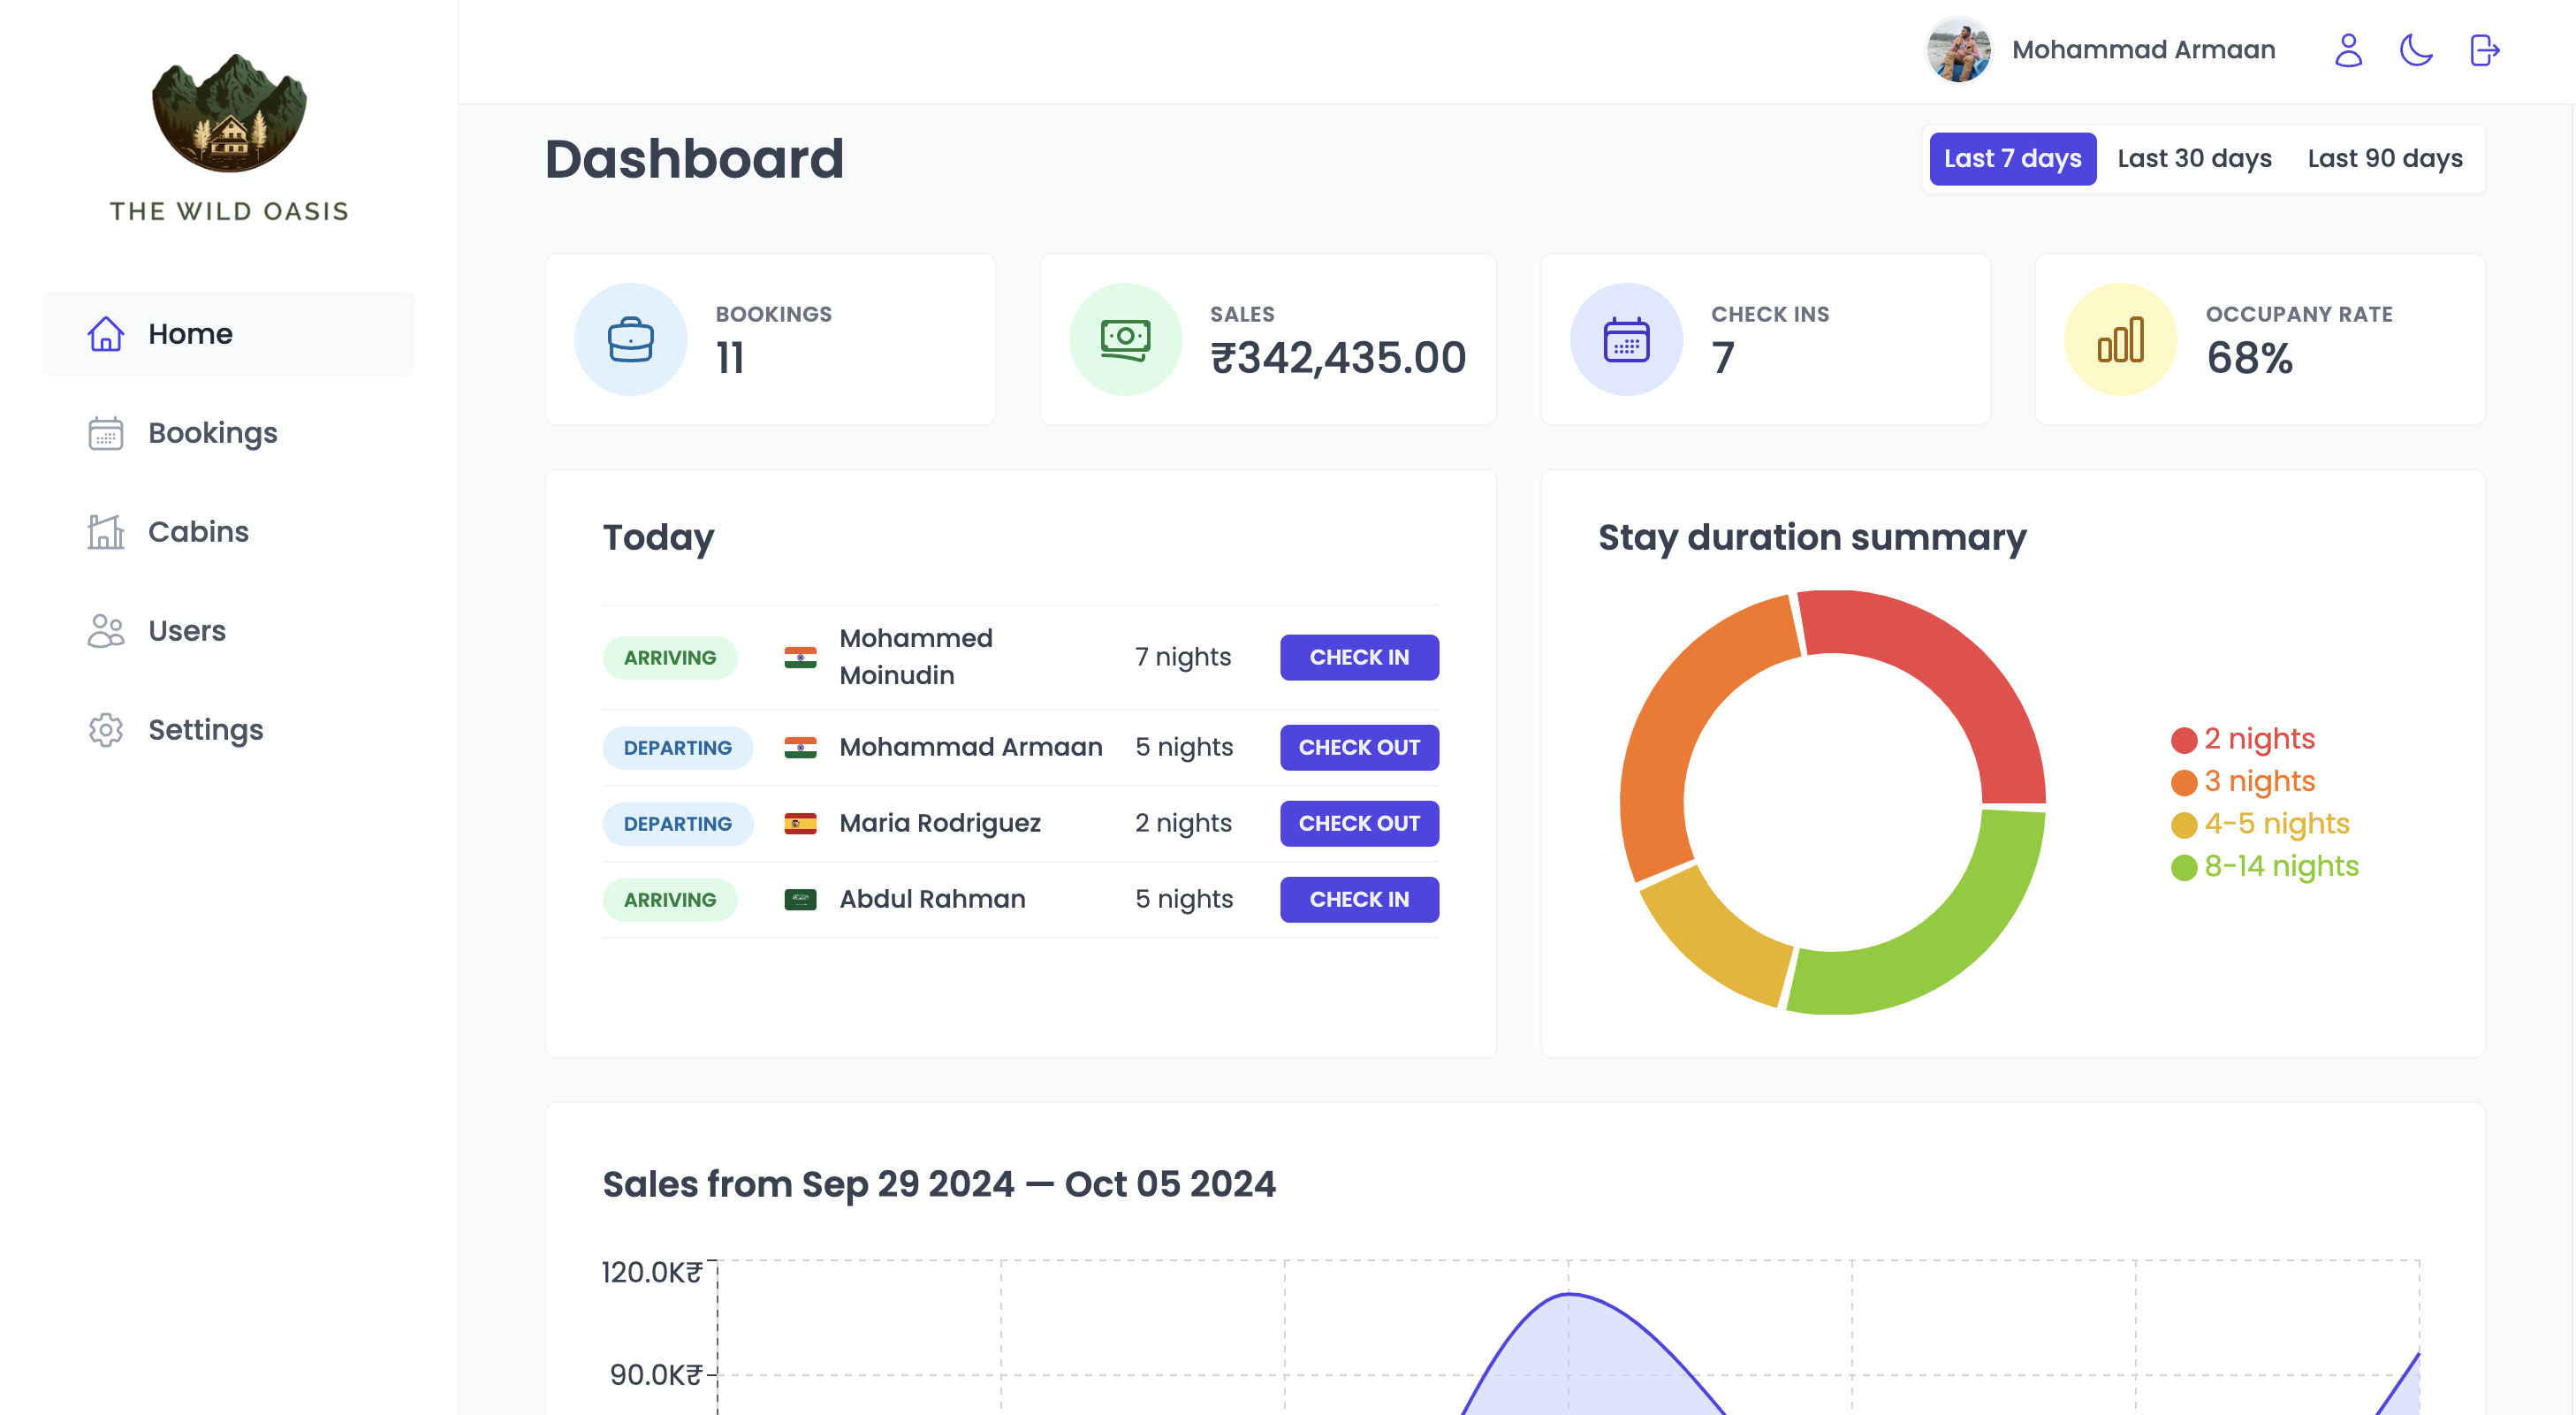 THE WILD OASIS
Home
Bookings
Cabins
Users
Settings
Mohammad Armaan
Dashboard
Last 7 days Last 30 days Last 90 days
BOOKINGS
11
SALES
₹342,435.00
CHECK INS
7
OCCUPANY RATE
68%
Today
ARRIVING Mohammed Moinudin 7 nights CHECK IN
DEPARTING Mohammad Armaan 5 nights CHECK OUT
DEPARTING Maria Rodriguez 2 nights CHECK OUT
ARRIVING Abdul Rahman 5 nights CHECK IN
Stay duration summary
2 nights
3 nights
4-5 nights
8-14 nights
Sales from Sep 29 2024 — Oct 05 2024
120.0K₹
90.0K₹